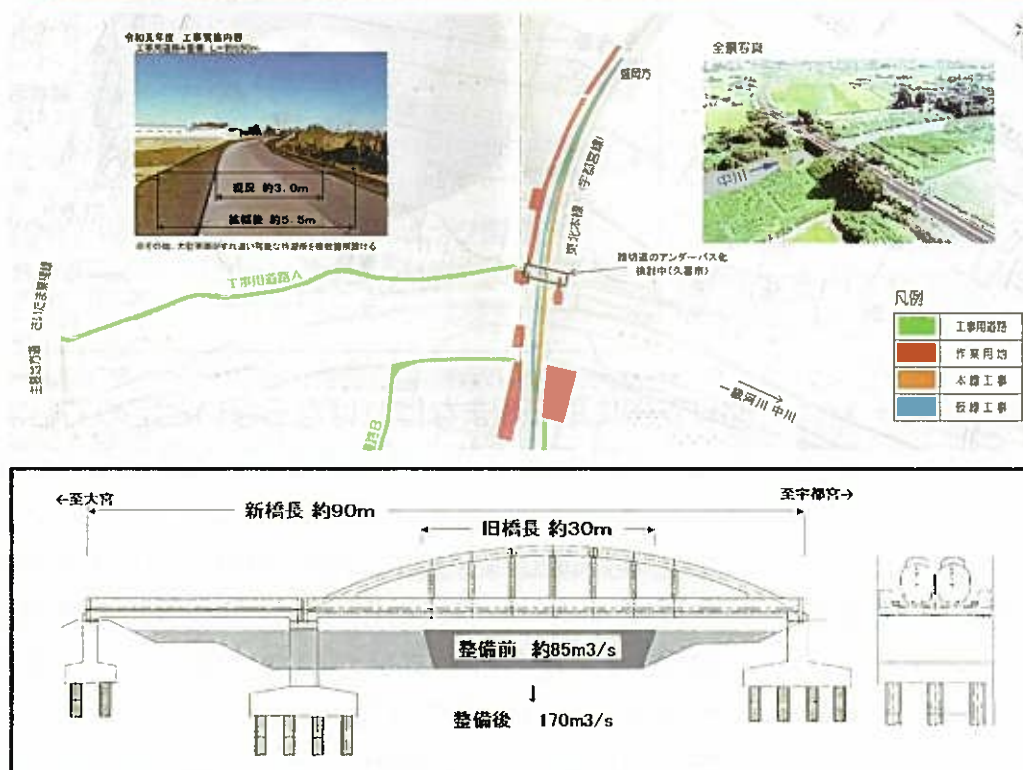 令和元年度 工事実施内容
現況 約3.0m
拡幅後 約5.5m
盛岡方
東北本線 (宇都宮線)
全景写真
中川
踏切道のアンダーパス化
検討中(久喜市)
工事用道路A
主要地方道 さいたま栗橋線
凡例
工事用道路
作業用地
本線工事
仮線工事
一級河川 中川
道路B
←至大宮
至宇都宮→
新橋長 約90m
旧橋長 約30m
整備前 約85m3/s
↓
整備後 170m3/s